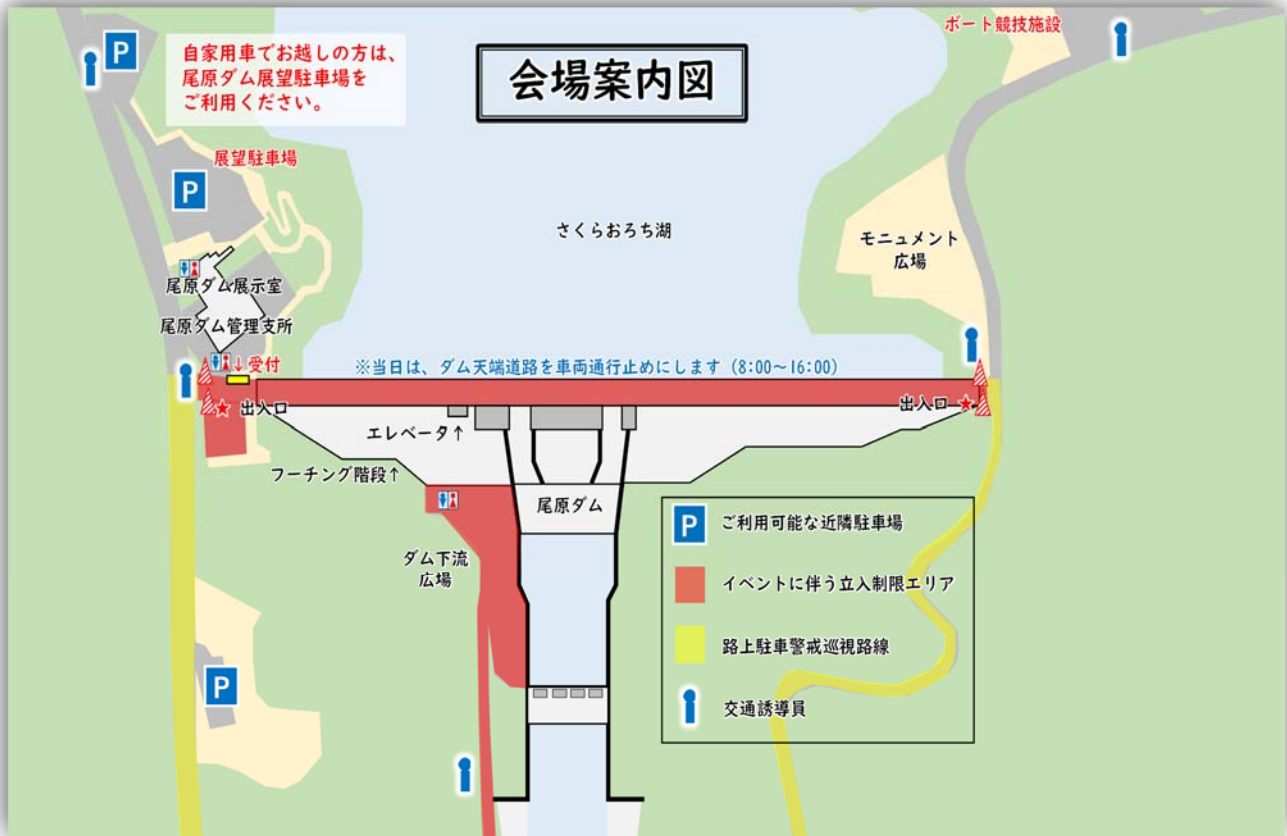 P
自家用車でお越しの方は、
尾原ダム展望駐車場を
ご利用ください。
会場案内図
ボート競技施設
展望駐車場
P
さくらおろち湖
モニュメント
広場
尾原ダム展示室
尾原ダム管理支所
↓受付
※当日は、ダム天端道路を車両通行止めにします（8:00～16:00）
★ 出入口
出入口 ★
エレベータ↑
フーチング階段↑
尾原ダム
ダム下流
広場
P
P ご利用可能な近隣駐車場
イベントに伴う立入制限エリア
路上駐車警戒巡視路線
交通誘導員